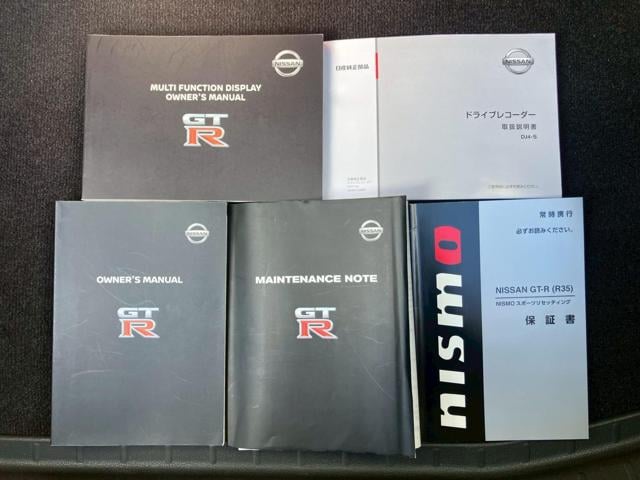 NISSAN
MULTI FUNCTION DISPLAY
OWNER'S MANUAL
GT
R
日産純正部品
NISSAN
ドライブレコーダー
取扱説明書
DJ4-S
NISSAN
OWNER'S MANUAL
GT
R
NISSAN
MAINTENANCE NOTE
GT
R
nismo
常時携行
必ずお読みください。
NISSAN GT-R (R35)
NISMO スポーツリセッティング
保証書